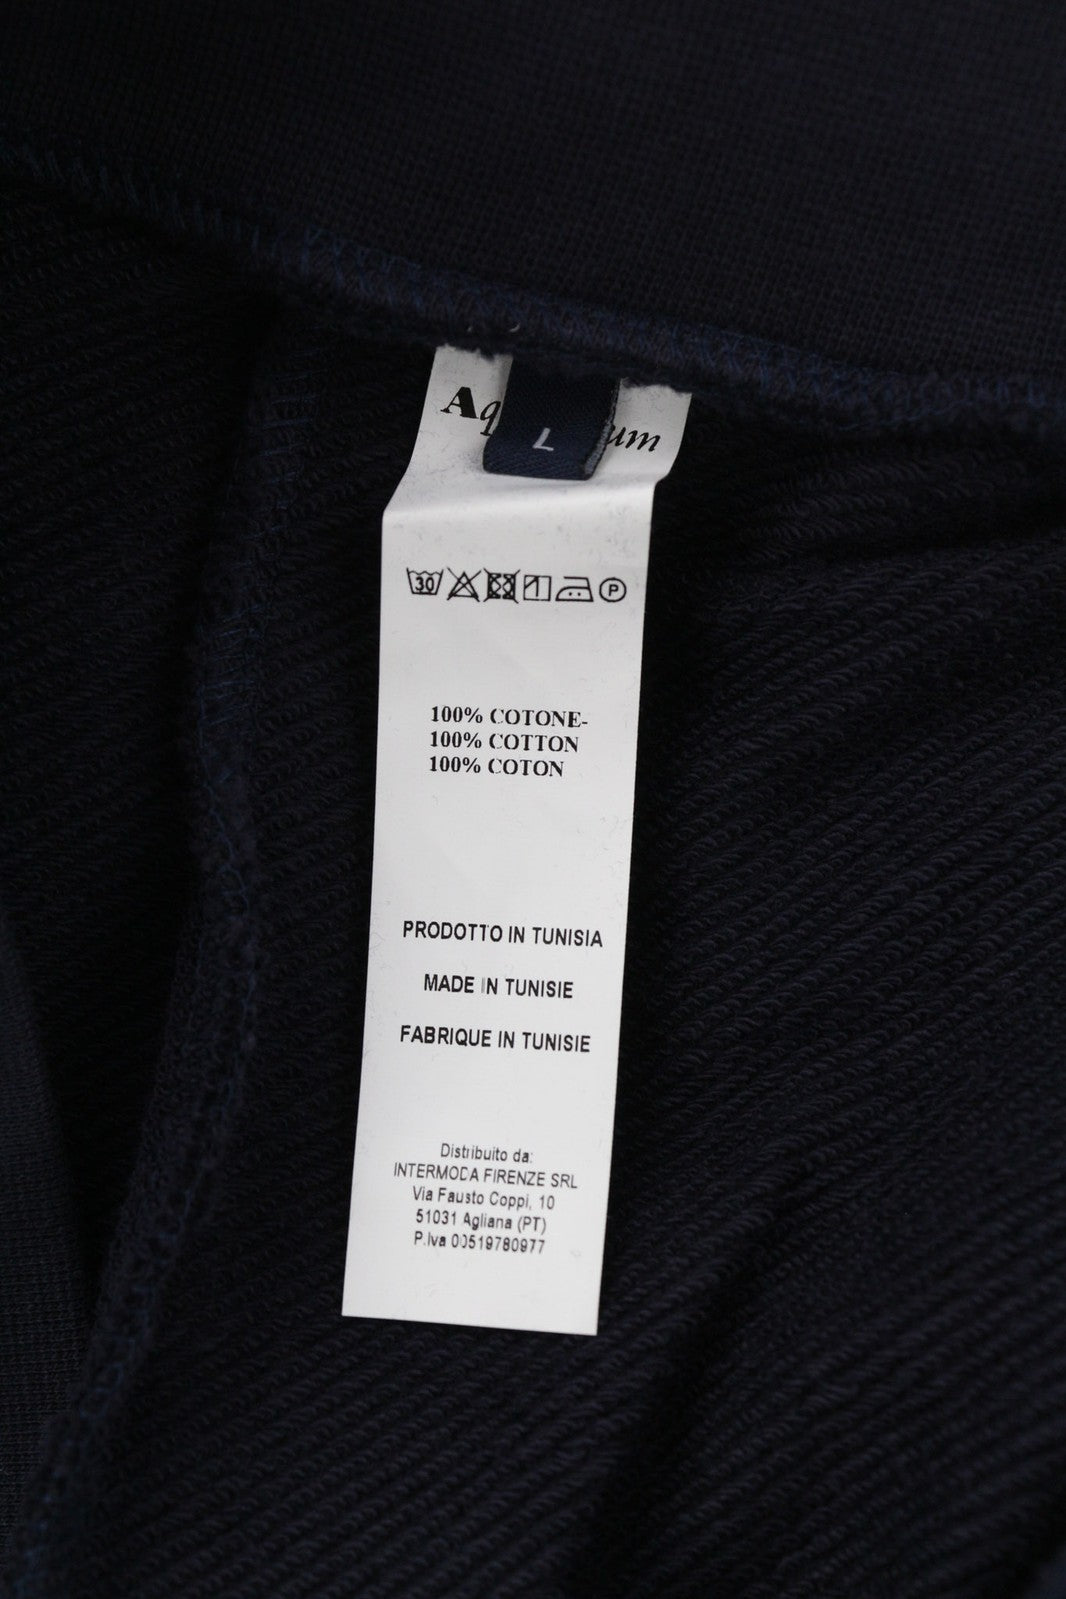 L
30
P
100% COTONE-
100% COTTON
100% COTON
PRODOTTO IN TUNISIA
MADE IN TUNISIE
FABRIQUE IN TUNISIE
Distribuito da:
INTERMODA FIRENZE SRL
Via Fausto Coppi, 10
51031 Agliana (PT)
P.Iva 00519780977